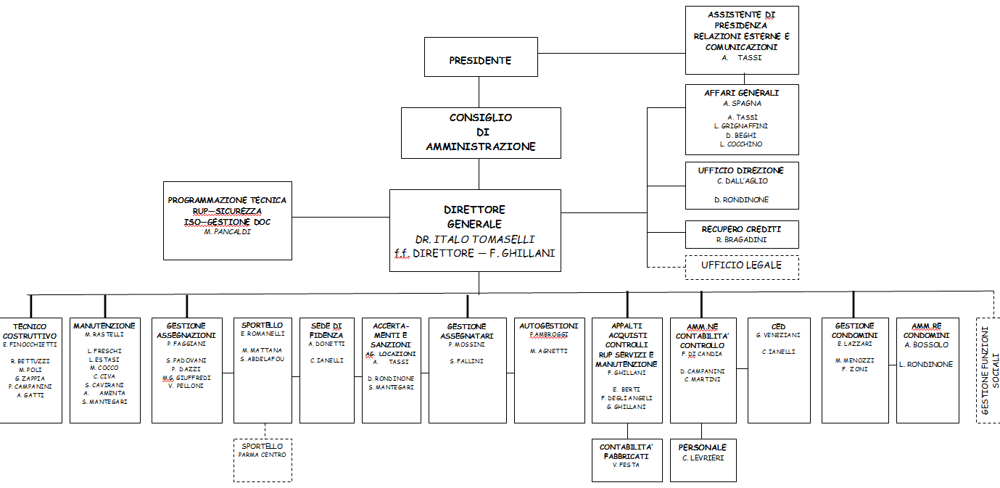 ASSISTENTE DI
PRESIDENZA
RELAZIONI ESTERNE E
COMUNICAZIONI
A. TASSI
PRESIDENTE
AFFARI GENERALI
A. SPAGNA
A. TASSI
L. GRIGNAFFINI
D. BEGHI
L. COCCHINO
CONSIGLIO
DI
AMMINISTRAZIONE
UFFICIO DIREZIONE
C. DALL'AGLIO
D. RONDINONE
PROGRAMMAZIONE TECNICA
RUP—SICUREZZA
ISO—GESTIONE DOC
M. PANCALDI
DIRETTORE
GENERALE
DR. ITALO TOMASELLI
f.f. DIRETTORE — F. GHILLANI
RECUPERO CREDITI
R. BRAGADINI
UFFICIO LEGALE
TECNICO
COSTRUTTIVO
E. FINOCCHIETTI
R. BETTUZZI
M. POLI
G. ZAPPIA
P. CAMPANINI
A. GATTI
MANUTENZIONE
M. RASTELLI
L. FRESCHI
L. ESTASI
M. COCCO
C. CIVA
S. CAVIRANI
A. AMENTA
S. MANTEGARI
GESTIONE
ASSEGNAZIONI
P. FAGGIANI
S. PADOVANI
P. DAZZI
M.G. GIUFFREDI
V. PELLONI
SPORTELLO
E. ROMANELLI
M. MATTANA
S. ABDELAFOU
SEDE DI
FIDENZA
A. DONETTI
C. IANELLI
ACCERTA-
MENTI E
SANZIONI
AG. LOCAZIONI
A. TASSI
D. RONDINONE
S. MANTEGARI
GESTIONE
ASSEGNATARI
P. MOSSINI
S. FALLINI
AUTOGESTIONI
P.AMBROGGI
M. AGNETTI
APPALTI
ACQUISTI
CONTROLLI
RUP SERVIZI E
MANUTENZIONE
F. GHILLANI
E. BERTI
F. DEGLI ANGELI
G. GHILLANI
AMM.NE
CONTABILITA'
CONTROLLO
F. DI CANDIA
D. CAMPANINI
C. MARTINI
CED
G. VENEZIANI
C. IANELLI
GESTIONE
CONDOMINI
E. LAZZARI
M. MENOZZI
F. ZONI
AMM.RE
CONDOMINI
A. BOSSOLO
L. RONDINONE
GESTIONE FUNZIONI
SOCIALI
SPORTELLO
PARMA CENTRO
CONTABILITA'
FABBRICATI
V. FESTA
PERSONALE
C. LEVRIERI